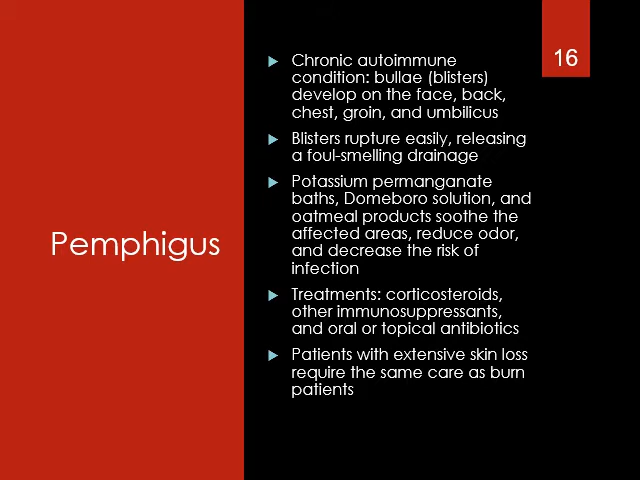 16
Pemphigus
Chronic autoimmune
condition: bullae (blisters)
develop on the face, back,
chest, groin, and umbilicus
Blisters rupture easily, releasing
a foul-smelling drainage
Potassium permanganate
baths, Domeboro solution, and
oatmeal products soothe the
affected areas, reduce odor,
and decrease the risk of
infection
Treatments: corticosteroids,
other immunosuppressants,
and oral or topical antibiotics
Patients with extensive skin loss
require the same care as burn
patients